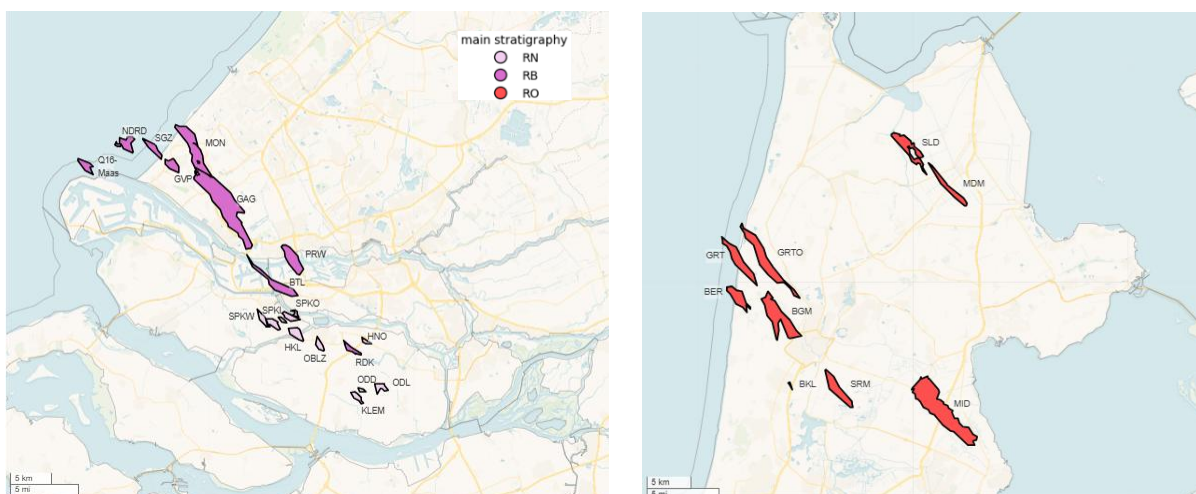 main stratigraphy
RN
RB
RO
NDRD
SGZ
MON
Q16-
Maas
GVP
GAG
PRW
BTL
SPKO
SPKL
SPKW
HKL
OBLZ
HNO
RDK
ODD
ODL
KLEM
5 km
5 mi
SLD
MDM
GRTO
GRT
BER
BGM
BKL
SRM
MID
5 km
5 mi